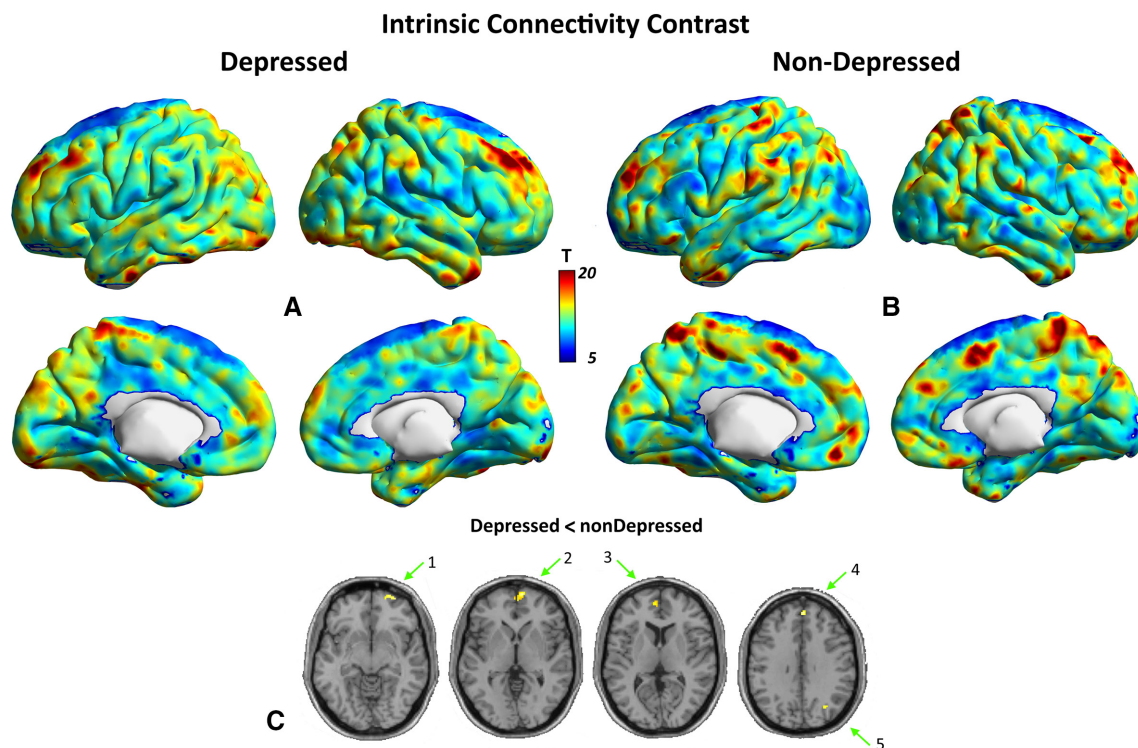 Intrinsic Connectivity Contrast
Depressed
Non-Depressed
T
20
5
A
B
Depressed < nonDepressed
1
2
3
4
5
C